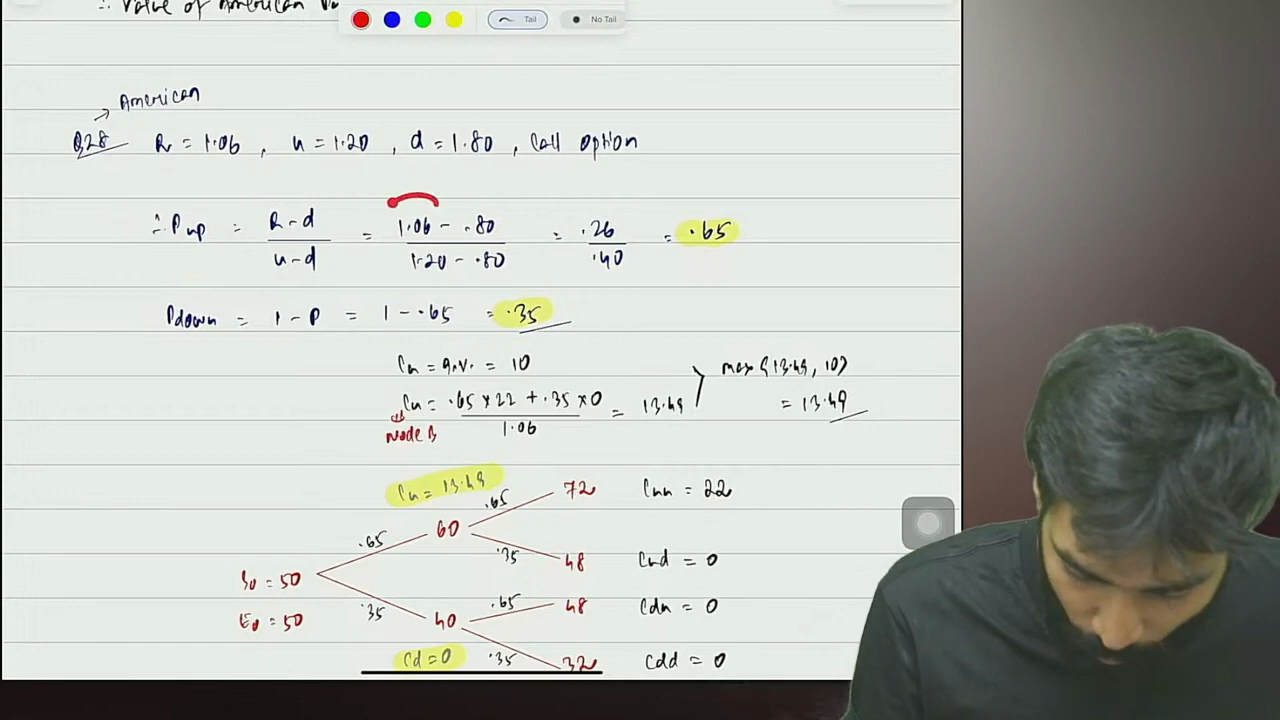 ∴ Value of American
Tail
No Tail
→ American
Q28 R = 1.06 , u = 1.20 , d = 1.80 , Call option
∴ Pup = R-d / u-d = 1.06 - .80 / 1.20 - .80 = .26 / .40 = .65
Pdown = 1 - P = 1 - .65 = .35
Cu = = 10
Cu = .65 x 22 + .35 x 0 / 1.06 = 13.49
max {13.49, 10}
= 13.49
Node B
Cu = 13.49
.65 72 Cuu = 22
.65 60
.35 48 Cud = 0
S0 = 50
E0 = 50
.35 40 .65 48 Cdu = 0
Cd = 0 .35 32 Cdd = 0